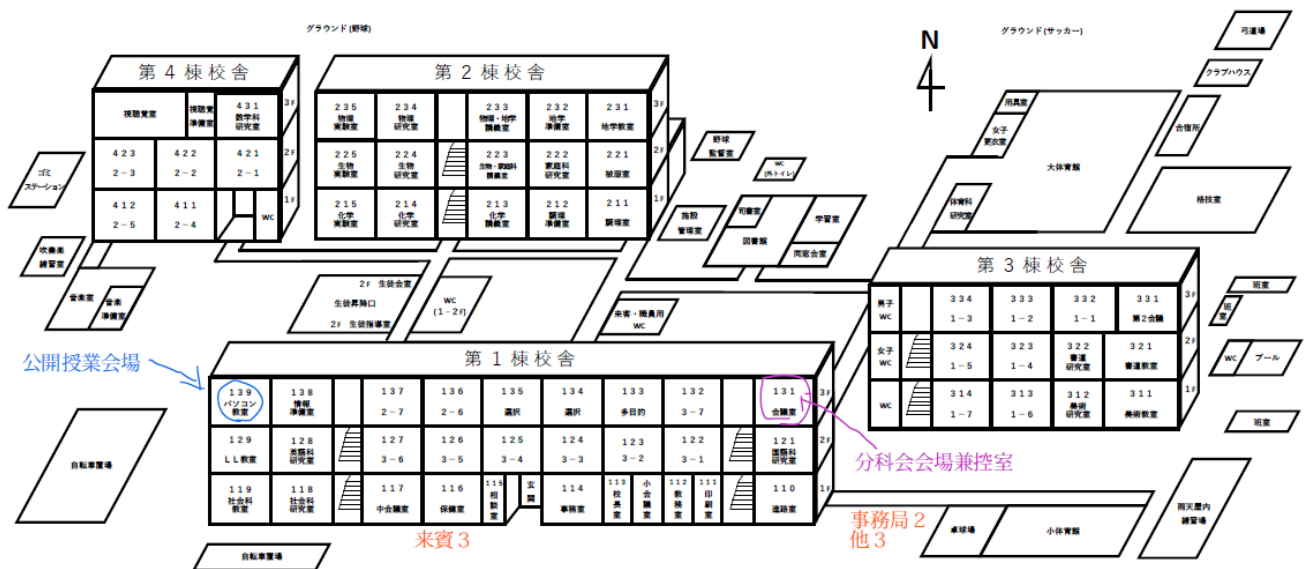 グラウンド(野球)
グラウンド(サッカー)
N
弓道場
クラブハウス
合宿所
格技室
用具室
女子
更衣室
大体育館
体育科
研究室
第4棟校舎
視聴覚室
視聴覚
準備室
431
数学科
研究室
3F
423
2-3
422
2-2
421
2-1
2F
412
2-5
411
2-4
WC
1F
第2棟校舎
235
物理
実験室
234
物理
研究室
233
物理・地学
講義室
232
地学
準備室
231
地学教室
3F
225
生物
実験室
224
生物
研究室
223
生物・家庭科
講義室
222
家庭科
研究室
221
被服室
2F
215
化学
実験室
214
化学
研究室
213
化学
講義室
212
調理
準備室
211
調理室
1F
野球
監督室
WC
(外トイレ)
施設
管理室
司書室
図書館
学習室
同窓会室
ゴミ
ステーション
吹奏楽
練習室
音楽室
音楽
準備室
2F 生徒会室
生徒昇降口
2F 生徒指導室
WC
(1-2F)
来客・職員用
WC
第3棟校舎
男子
WC
334
1-3
333
1-2
332
1-1
331
第2会議
3F
女子
WC
324
1-5
323
1-4
322
書道
研究室
321
書道教室
2F
WC
314
1-7
313
1-6
312
美術
研究室
311
美術教室
1F
班室
班
室
WC
プール
班室
公開授業会場
第1棟校舎
139
パソコン
教室
138
情報
準備室
137
2-7
136
2-6
135
選択
134
選択
133
多目的
132
3-7
131
会議室
3F
129
LL教室
128
英語科
研究室
127
3-6
126
3-5
125
3-4
124
3-3
123
3-2
122
3-1
121
国語科
研究室
2F
119
社会科
教室
118
社会科
研究室
117
中会議室
116
保健室
115
相談室
玄関
114
事務室
113
校長室
小会議室
112
教務室
111
印刷室
110
進路室
1F
分科会会場兼控室
自転車置場
自転車置場
来賓3
事務局2
他3
卓球場
小体育館
雨天屋内
練習場